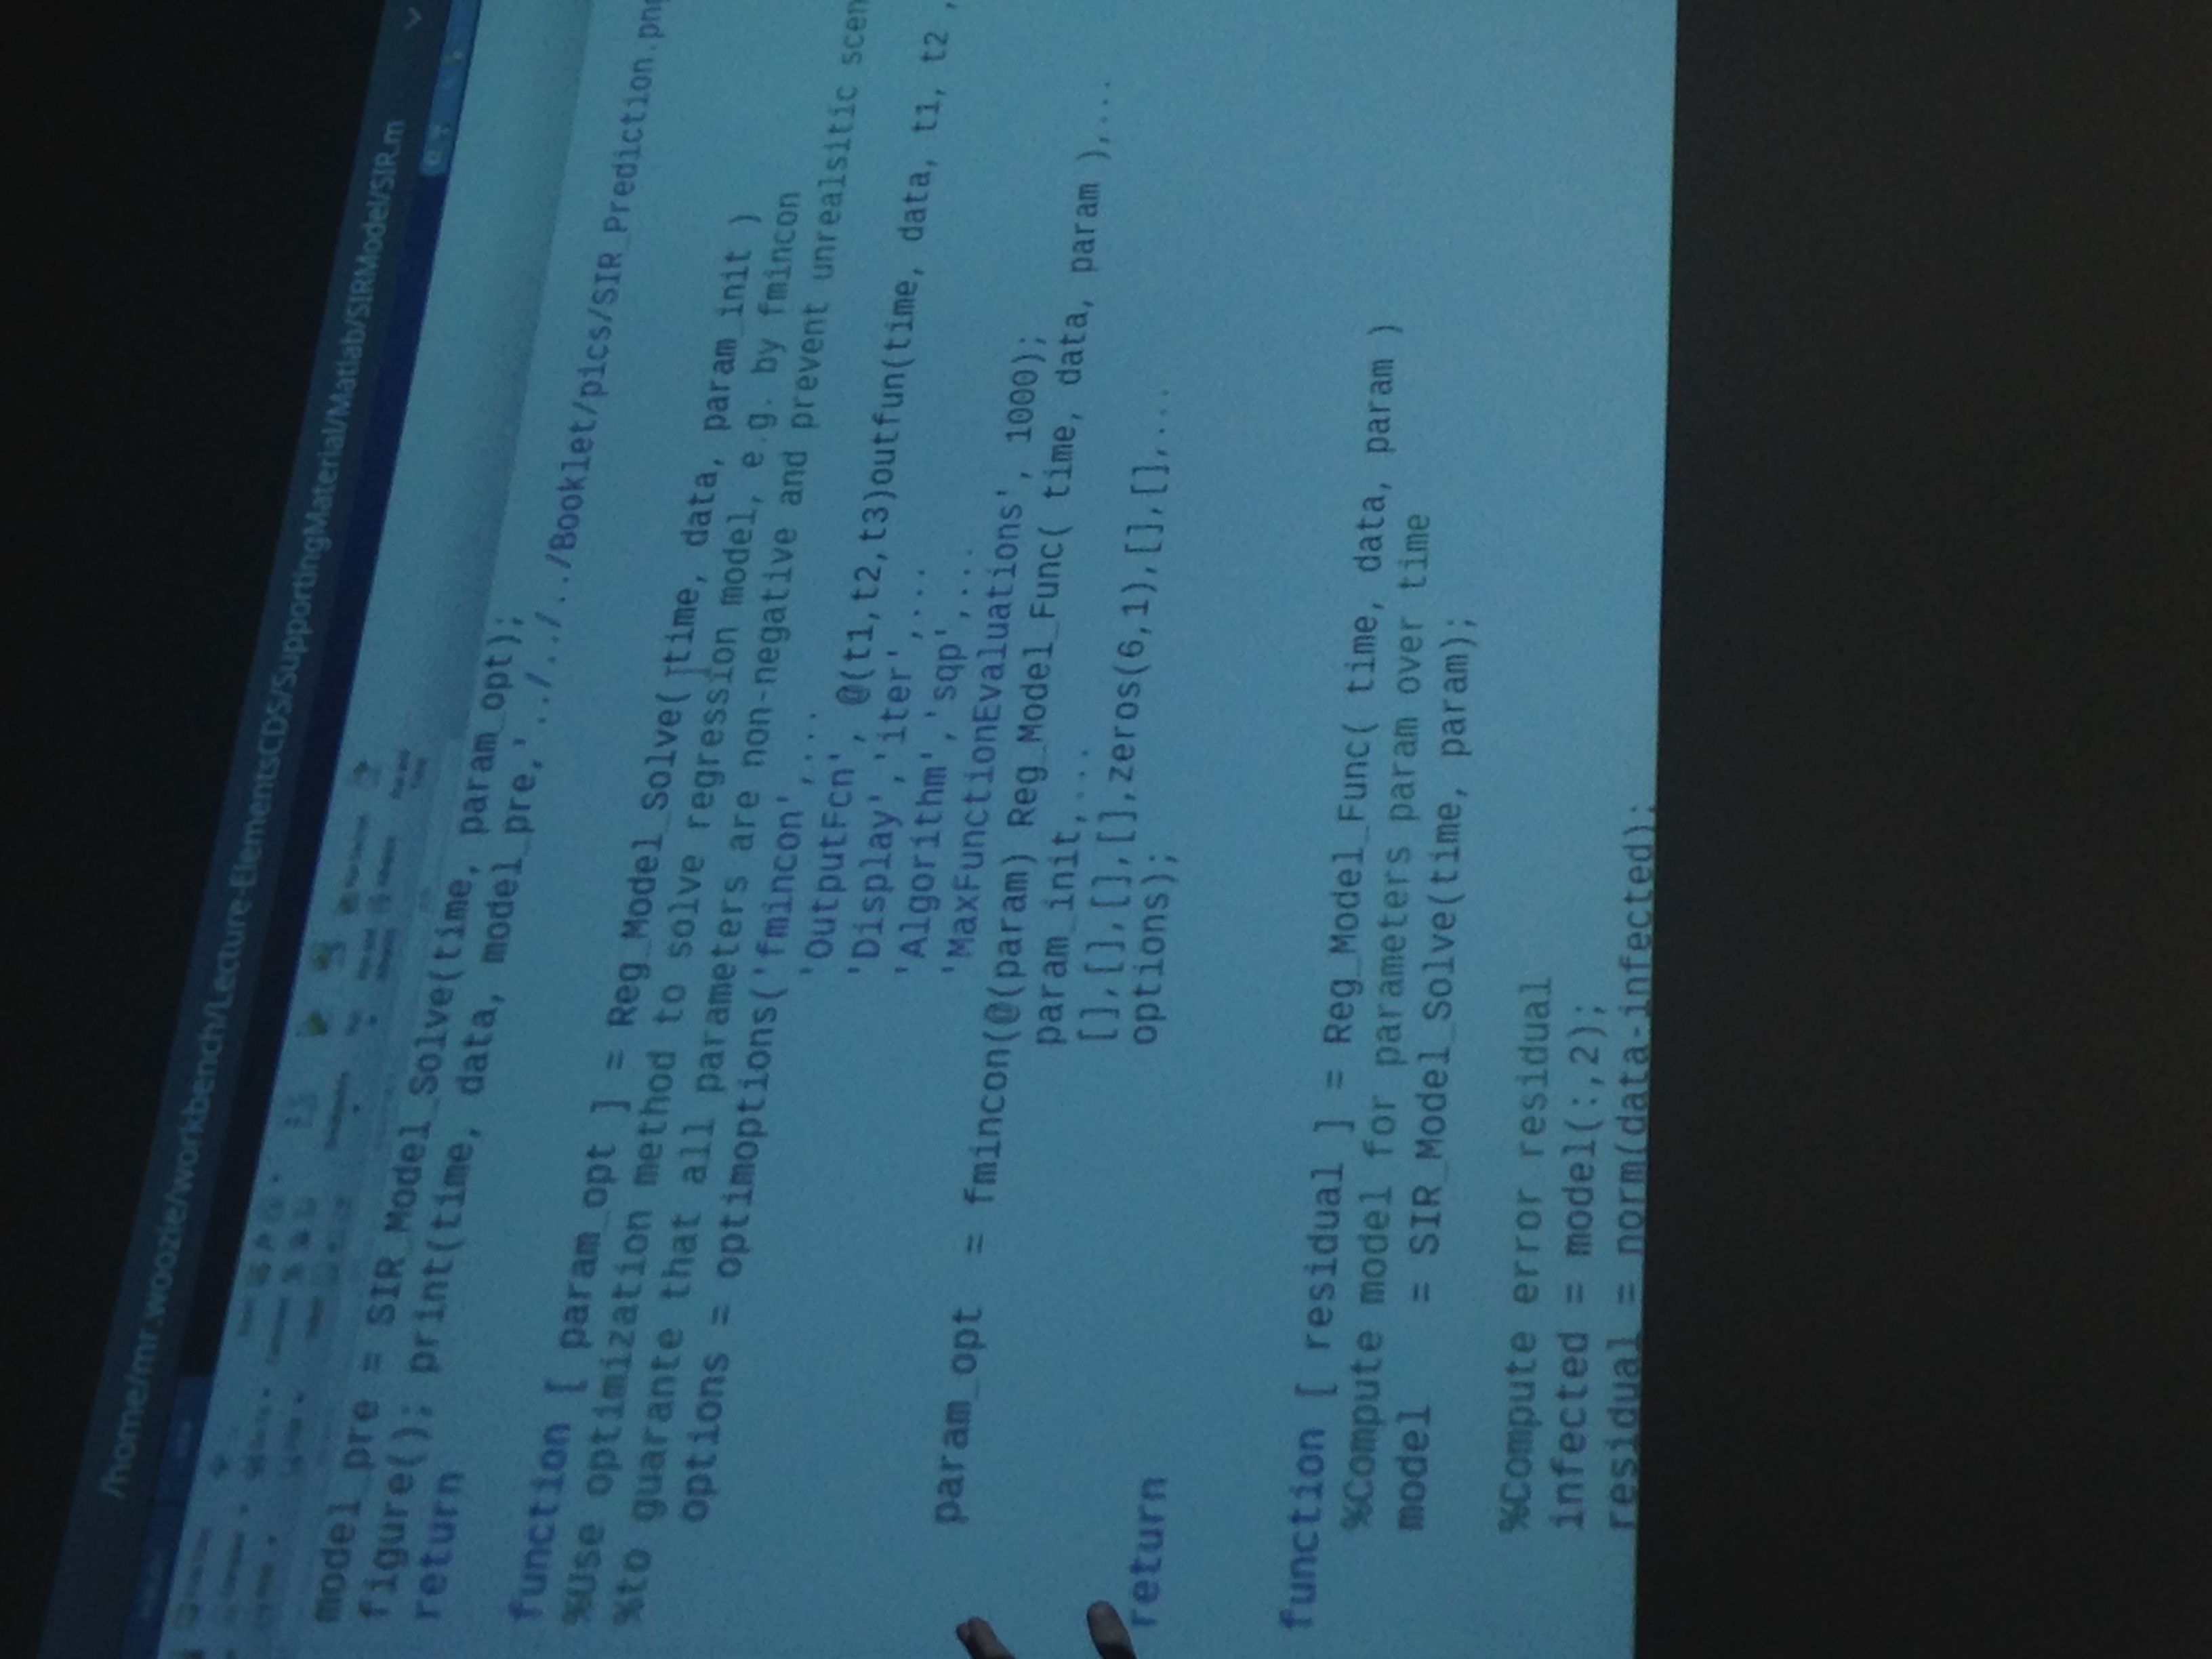 /home/mr.woozie/workbench/Lecture-ElementsCDS/SupportingMaterial/Matlab/SIRModel/SIR.m
model_pre = SIR_Model_Solve(time, param_opt);
figure(); print(time, data, model_pre,'../../../Booklet/pics/SIR_Prediction.png
return
function [ param_opt ] = Reg_Model_Solve( time, data, param_init )
%Use optimization method to solve regression model, e.g. by fmincon
%to guarante that all parameters are non-negative and prevent unrealsitic scen
options = optimoptions('fmincon',...
'OutputFcn', @(t1,t2,t3)outfun(time, data, t1, t2 ,
'Display','iter',...
'Algorithm','sqp',...
'MaxFunctionEvaluations', 1000);
param_opt = fmincon(@(param) Reg_Model_Func( time, data, param ),...
param_init,...
[],[],[],[],zeros(6,1),[],[],...
options);
return
function [ residual ] = Reg_Model_Func( time, data, param )
%Compute model for parameters param over time
model = SIR_Model_Solve(time, param);
%Compute error residual
infected = model(:,2);
residual = norm(data-infected);